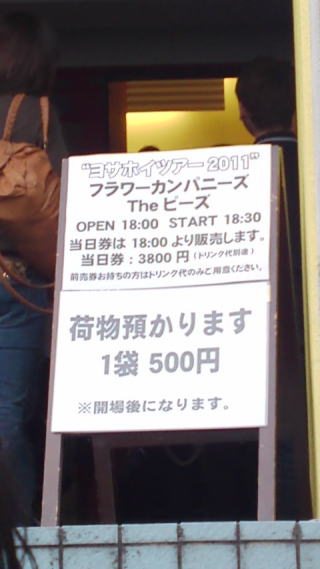 "ヨサホイツアー 2011"
フラワーカンパニーズ
The ピーズ
OPEN 18:00 START 18:30
当日券は 18:00 より販売します。
当日券：3800 円（ドリンク代別途）
前売券お持ちの方はドリンク代のみご用意ください。
荷物預かります
1袋 500円
※開場後になります。